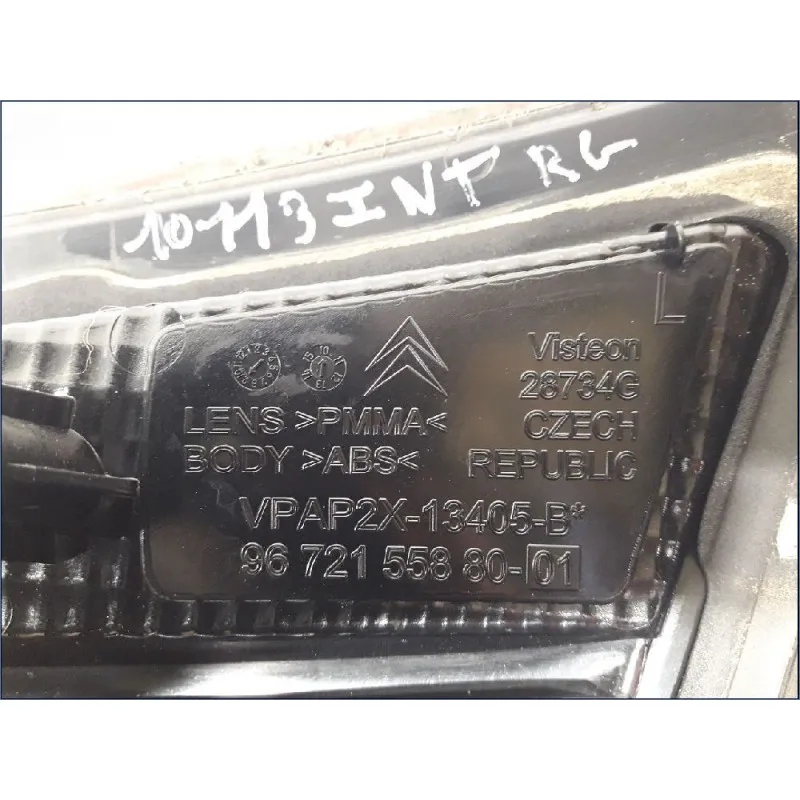 10113 INT RG
L
Visteon
28734G
LENS >PMMA< CZECH
BODY >ABS< REPUBLIC
VPAP2X-13405-B*
96 721 558 80-01